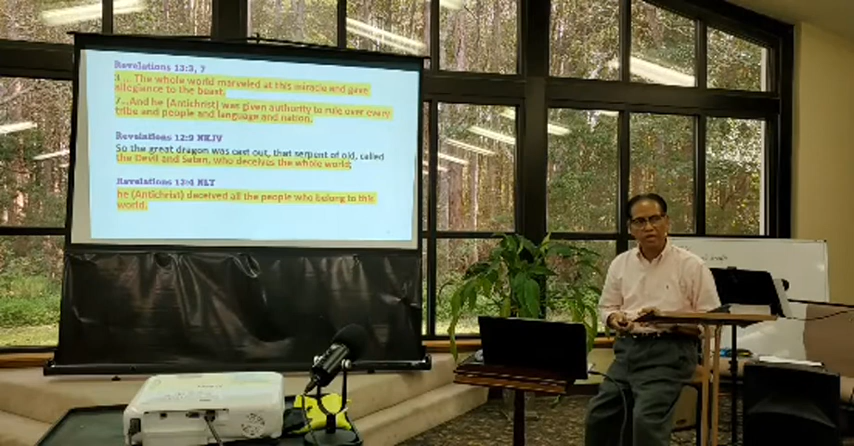 Revelations 13:3, 7
3 ... The whole world marveled at this miracle and gave
allegiance to the beast.
7...And he (Antichrist) was given authority to rule over every
tribe and people and language and nation.
Revelations 12:9 NKJV
So the great dragon was cast out, that serpent of old, called
the Devil and Satan, who deceives the whole world;
Revelations 13:4 NLT
he (Antichrist) deceived all the people who belong to this
world.